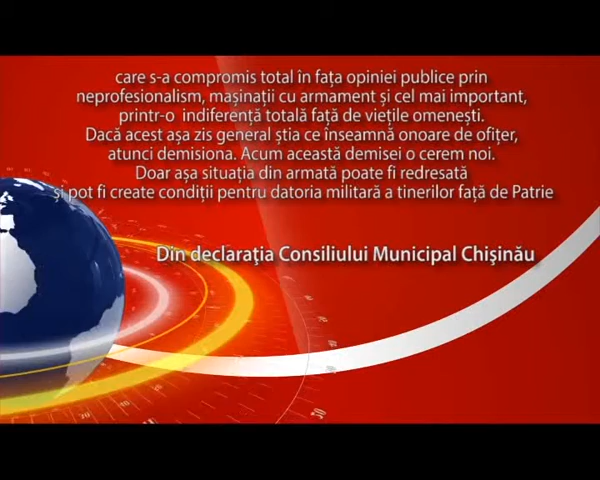 care s-a compromis total în fața opiniei publice prin
neprofesionalism, mașinații cu armament și cel mai important,
printr-o indiferență totală față de viețile omenești.
Dacă acest așa zis general știa ce înseamnă onoare de ofițer,
atunci demisiona. Acum această demisei o cerem noi.
Doar așa situația din armată poate fi redresată
și pot fi create condiții pentru datoria militară a tinerilor față de Patrie
Din declaraţia Consiliului Municipal Chişinău